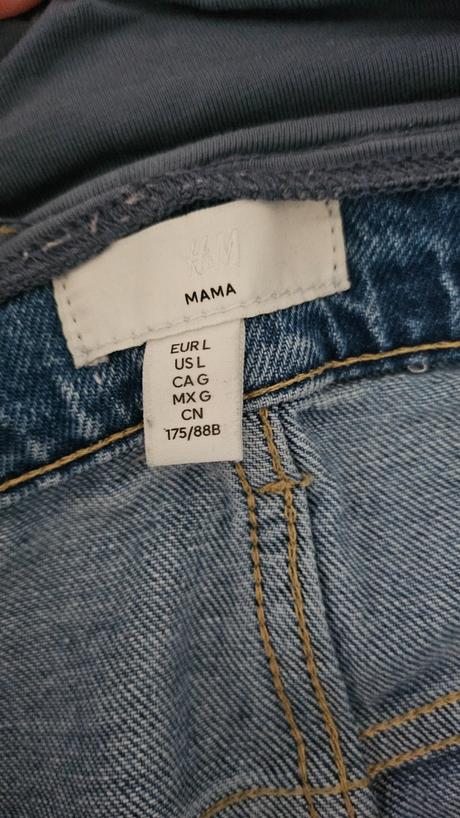 H&M
MAMA
EUR L
US L
CA G
MX G
CN
175/88B